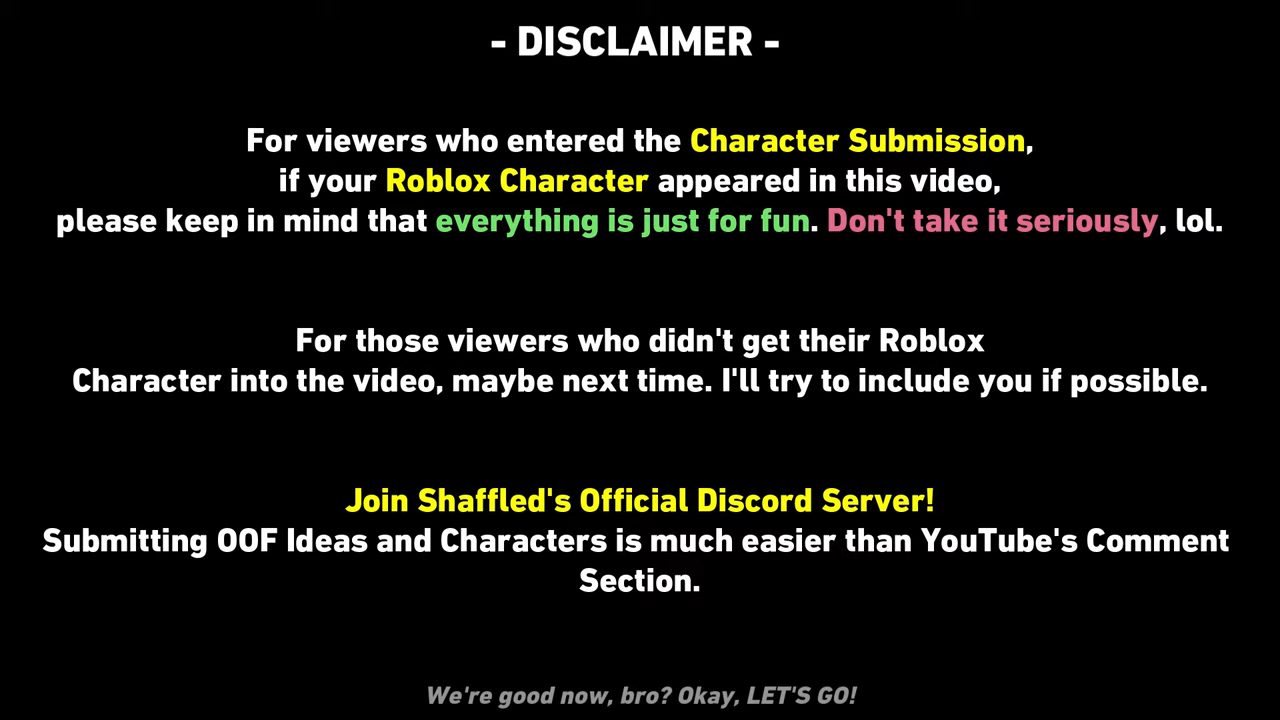 - DISCLAIMER -
For viewers who entered the Character Submission,
if your Roblox Character appeared in this video,
please keep in mind that everything is just for fun. Don't take it seriously, lol.
For those viewers who didn't get their Roblox
Character into the video, maybe next time. I'll try to include you if possible.
Join Shaffled's Official Discord Server!
Submitting OOF Ideas and Characters is much easier than YouTube's Comment
Section.
We're good now, bro? Okay, LET'S GO!